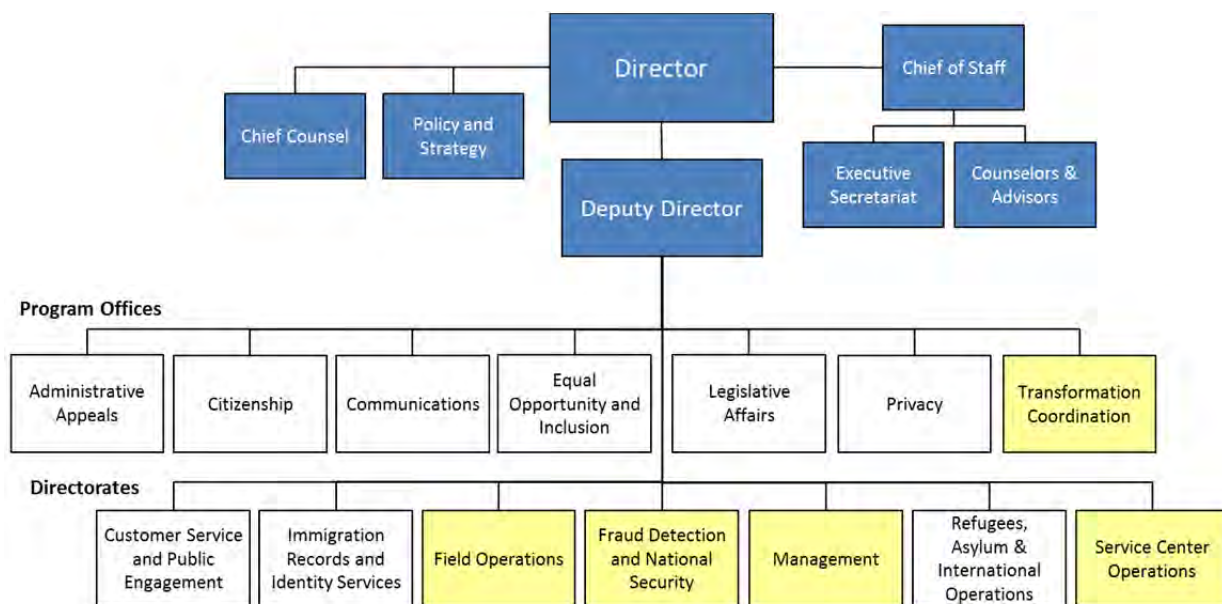 Director
Chief of Staff
Chief Counsel
Policy and
Strategy
Executive
Secretariat
Counselors &
Advisors
Deputy Director
Program Offices
Administrative
Appeals
Citizenship
Communications
Equal
Opportunity and
Inclusion
Legislative
Affairs
Privacy
Transformation
Coordination
Directorates
Customer Service
and Public
Engagement
Immigration
Records and
Identity Services
Field Operations
Fraud Detection
and National
Security
Management
Refugees,
Asylum &
International
Operations
Service Center
Operations